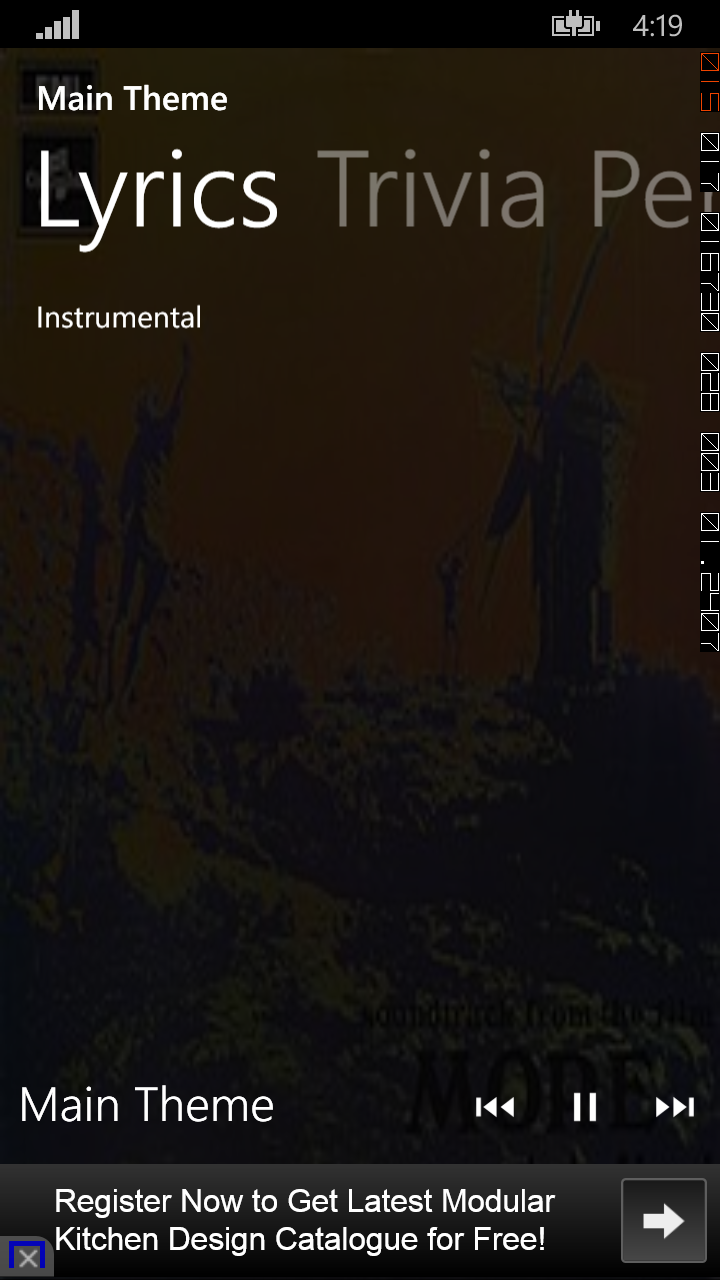 4:19
Main Theme
Lyrics Trivia Pe
Instrumental
soundtrack from the film
MORE
Main Theme
Register Now to Get Latest Modular
Kitchen Design Catalogue for Free!